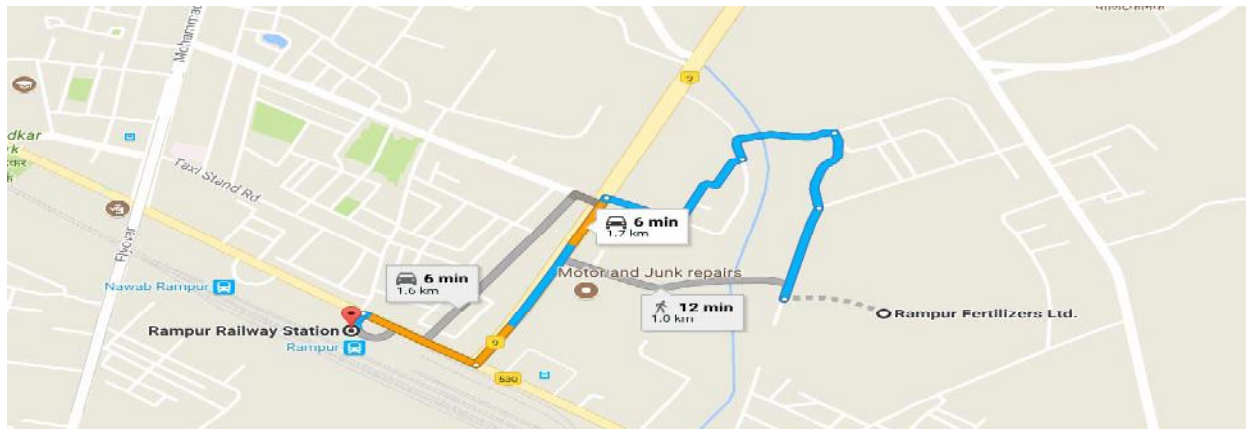 Mohammad
9
dkar
rk
Taxi Stand Rd
6 min
1.7 km
Flyover
Motor and Junk repairs
6 min
1.6 km
Nawab Rampur
12 min
1.0 km
Rampur Fertilizers Ltd.
Rampur Railway Station
Rampur
9
530